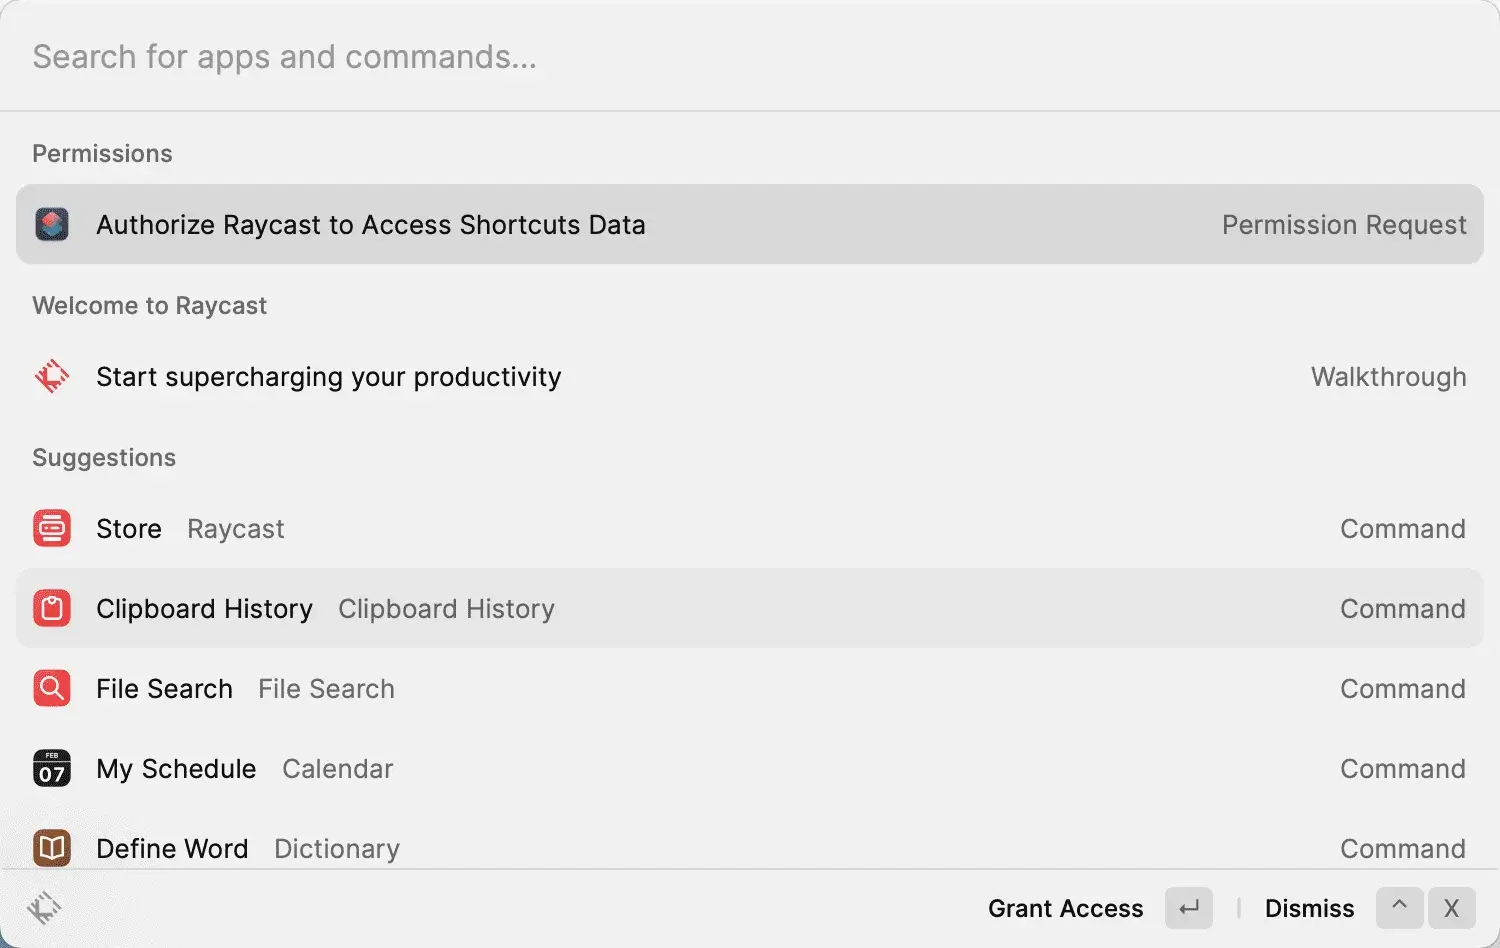 Search for apps and commands...
Permissions
Authorize Raycast to Access Shortcuts Data Permission Request
Welcome to Raycast
Start supercharging your productivity Walkthrough
Suggestions
Store Raycast Command
Clipboard History Clipboard History Command
File Search File Search Command
FEB
07 My Schedule Calendar Command
Define Word Dictionary Command
Grant Access ↵ | Dismiss ^ X